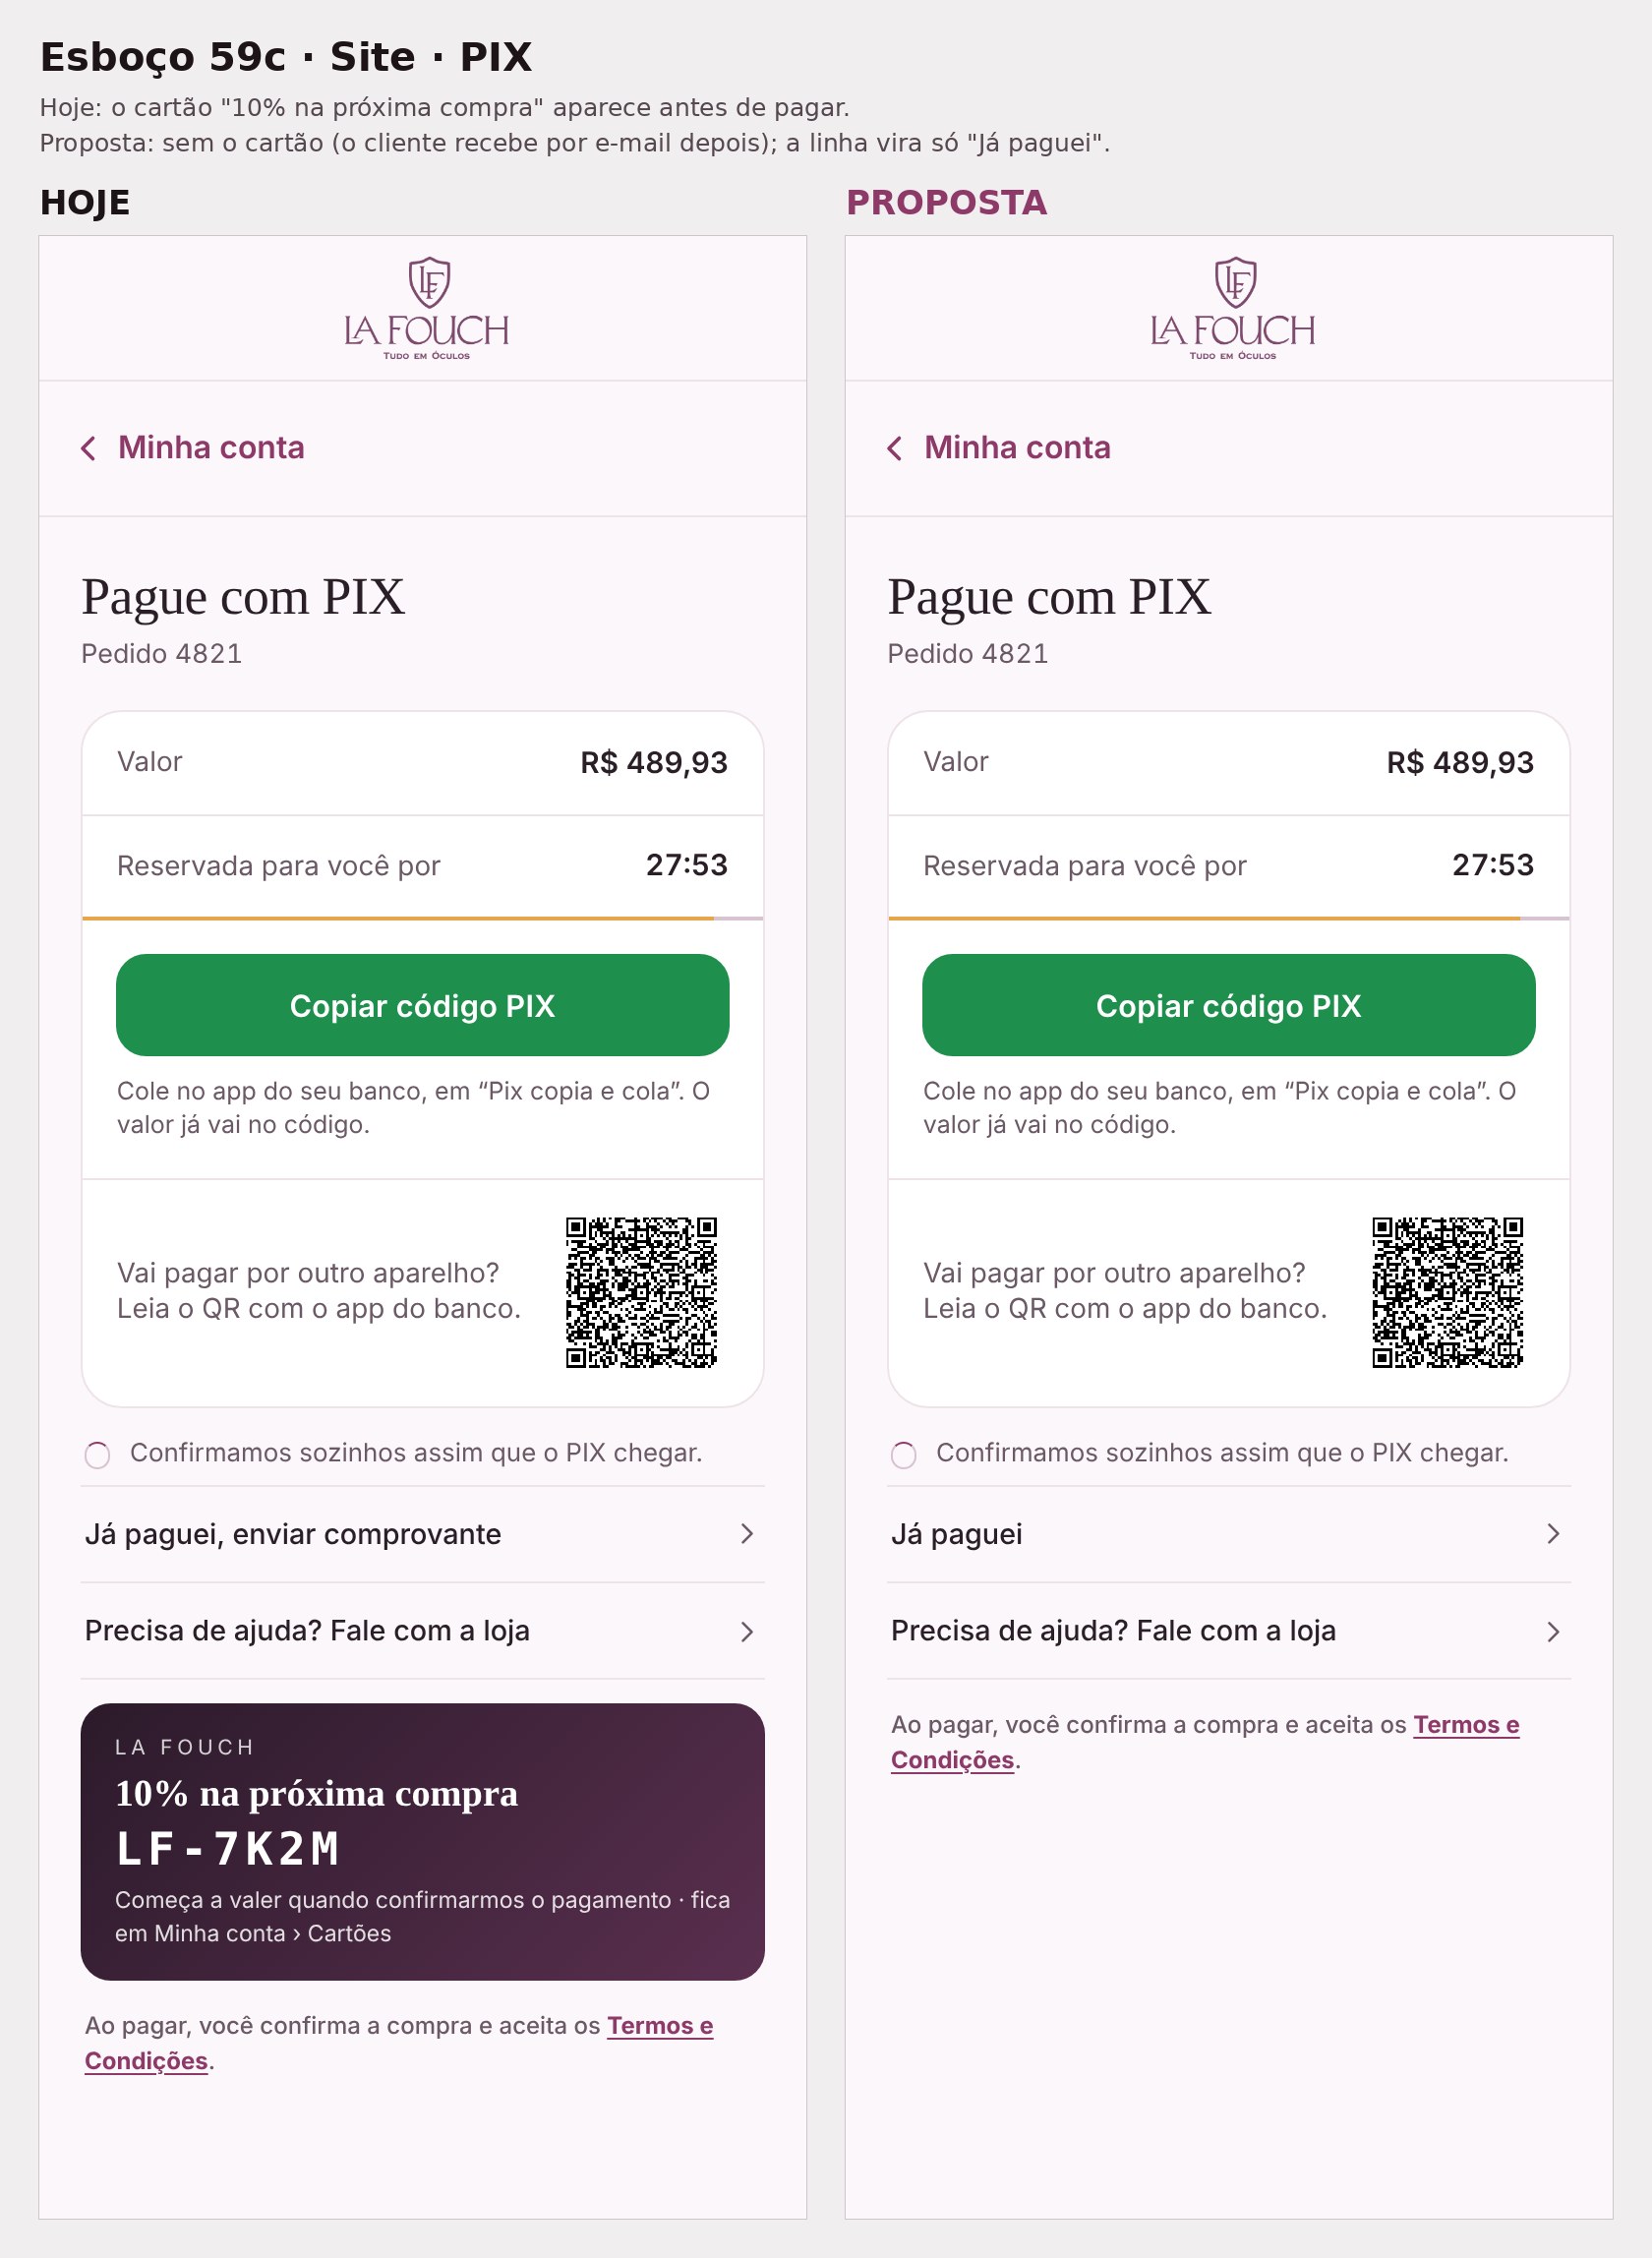 Esboço 59c · Site · PIX
Hoje: o cartão "10% na próxima compra" aparece antes de pagar.
Proposta: sem o cartão (o cliente recebe por e-mail depois); a linha vira só "Já paguei".
HOJE
LF
LA FOUCH
TUDO EM ÓCULOS
Minha conta
Pague com PIX
Pedido 4821
Valor R$ 489,93
Reservada para você por 27:53
Copiar código PIX
Cole no app do seu banco, em “Pix copia e cola”. O
valor já vai no código.
Vai pagar por outro aparelho?
Leia o QR com o app do banco.
Confirmamos sozinhos assim que o PIX chegar.
Já paguei, enviar comprovante
Precisa de ajuda? Fale com a loja
LA FOUCH
10% na próxima compra
LF-7K2M
Começa a valer quando confirmarmos o pagamento · fica
em Minha conta › Cartões
Ao pagar, você confirma a compra e aceita os Termos e
Condições.
PROPOSTA
LF
LA FOUCH
TUDO EM ÓCULOS
Minha conta
Pague com PIX
Pedido 4821
Valor R$ 489,93
Reservada para você por 27:53
Copiar código PIX
Cole no app do seu banco, em “Pix copia e cola”. O
valor já vai no código.
Vai pagar por outro aparelho?
Leia o QR com o app do banco.
Confirmamos sozinhos assim que o PIX chegar.
Já paguei
Precisa de ajuda? Fale com a loja
Ao pagar, você confirma a compra e aceita os Termos e
Condições.